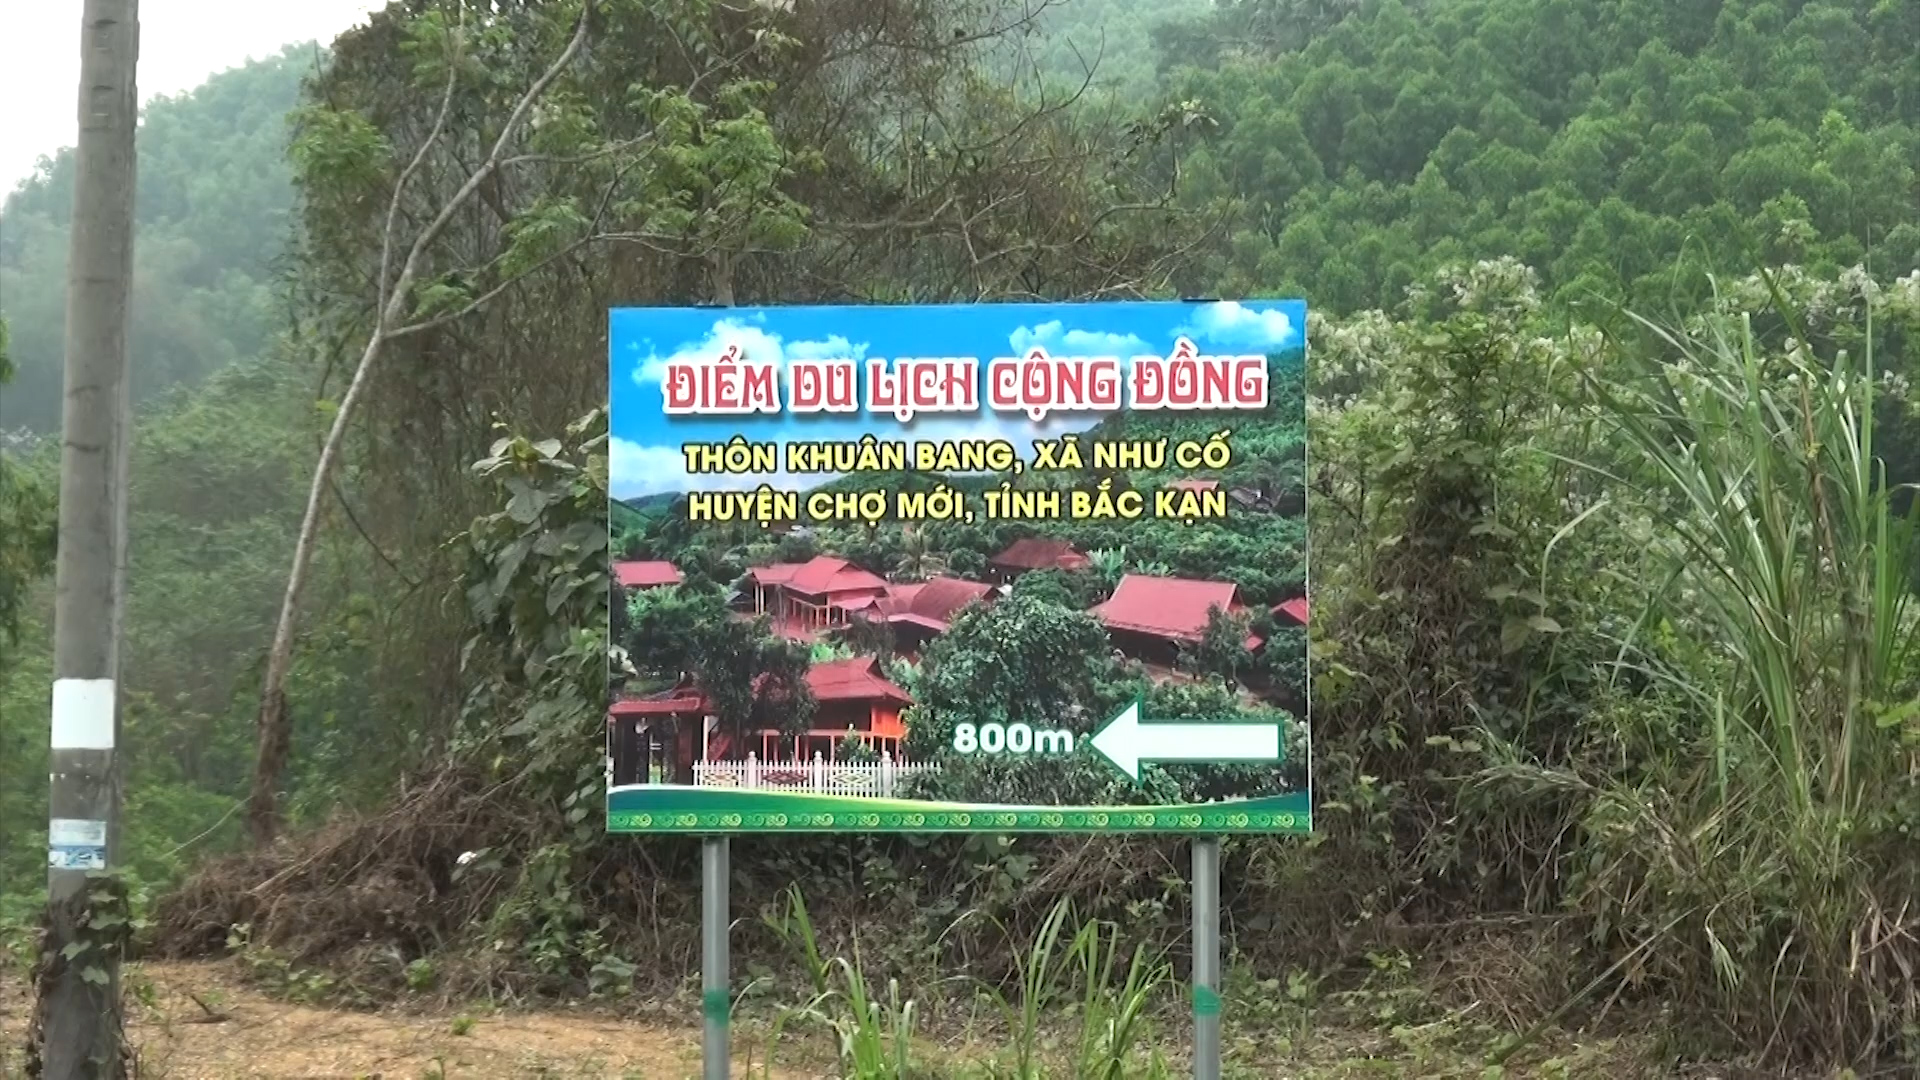 ĐIỂM DU LỊCH CỘNG ĐỒNG
THÔN KHUÂN BANG, XÃ NHƯ CỐ
HUYỆN CHỢ MỚI, TỈNH BẮC KẠN
800m